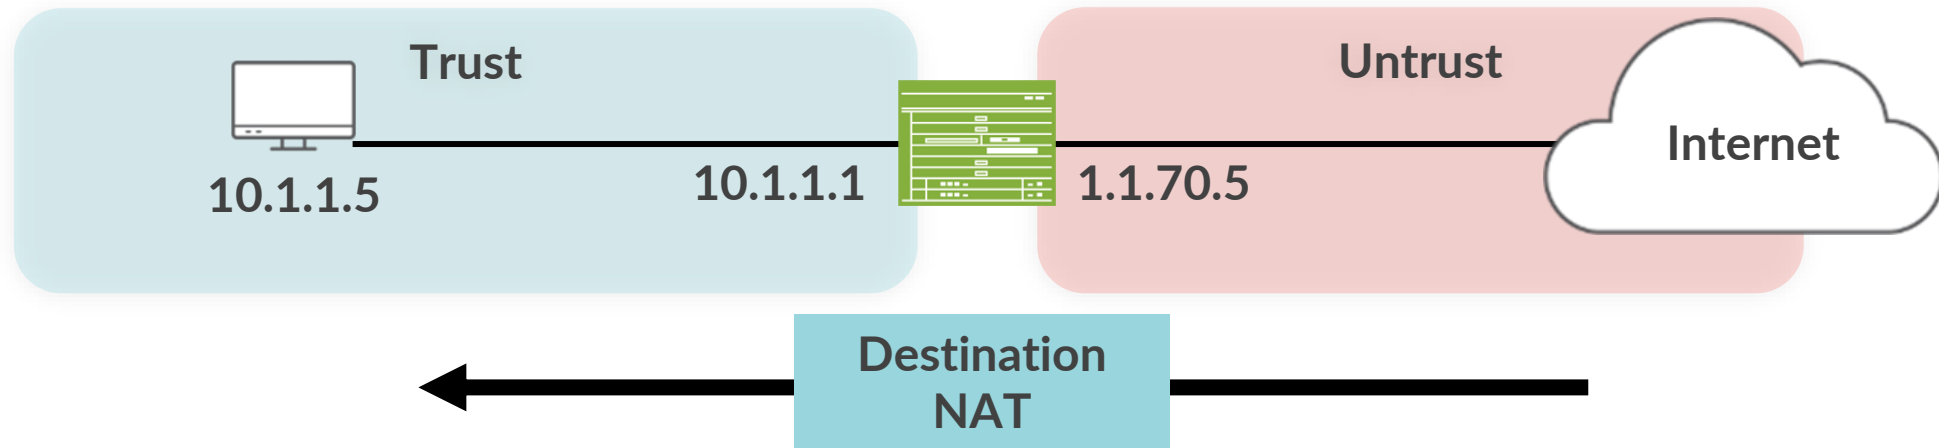 Trust
Untrust
Internet
10.1.1.5
10.1.1.1
1.1.70.5
Destination
NAT